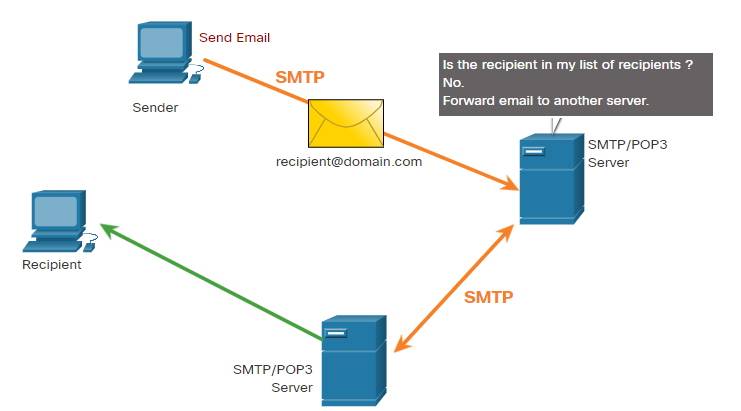 Send Email
SMTP
Sender
recipient@domain.com
Is the recipient in my list of recipients ?
No.
Forward email to another server.
SMTP/POP3
Server
Recipient
SMTP
SMTP/POP3
Server